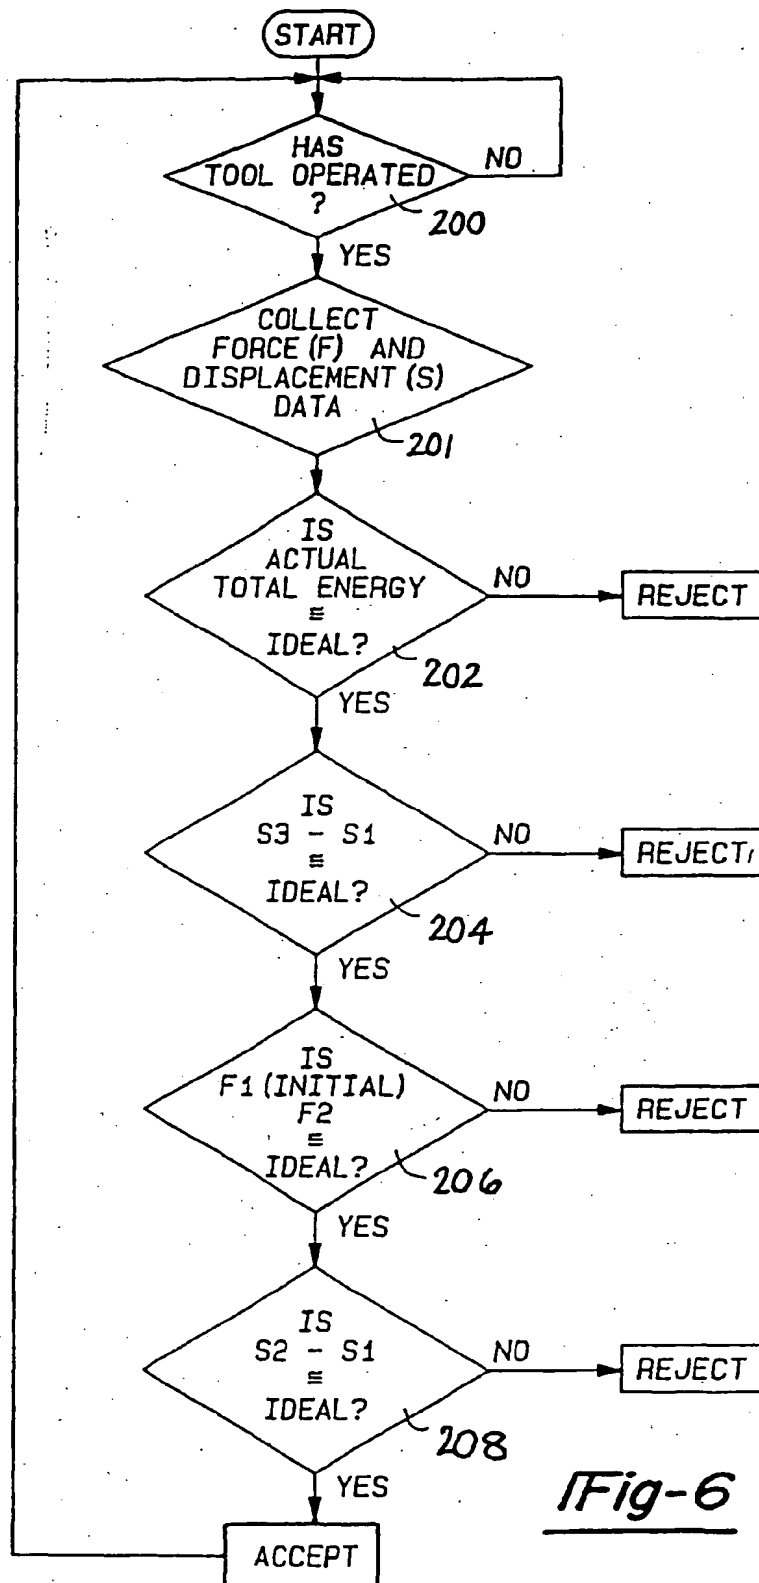 START
HAS
TOOL OPERATED
?
NO
200
YES
COLLECT
FORCE (F) AND
DISPLACEMENT (S)
DATA
201
IS
ACTUAL
TOTAL ENERGY
≅
IDEAL?
NO
REJECT
202
YES
IS
S3 - S1
≅
IDEAL?
NO
REJECT
204
YES
IS
F1 (INITIAL)
F2
≅
IDEAL?
NO
REJECT
206
YES
IS
S2 - S1
≅
IDEAL?
NO
REJECT
208
YES
ACCEPT
Fig-6